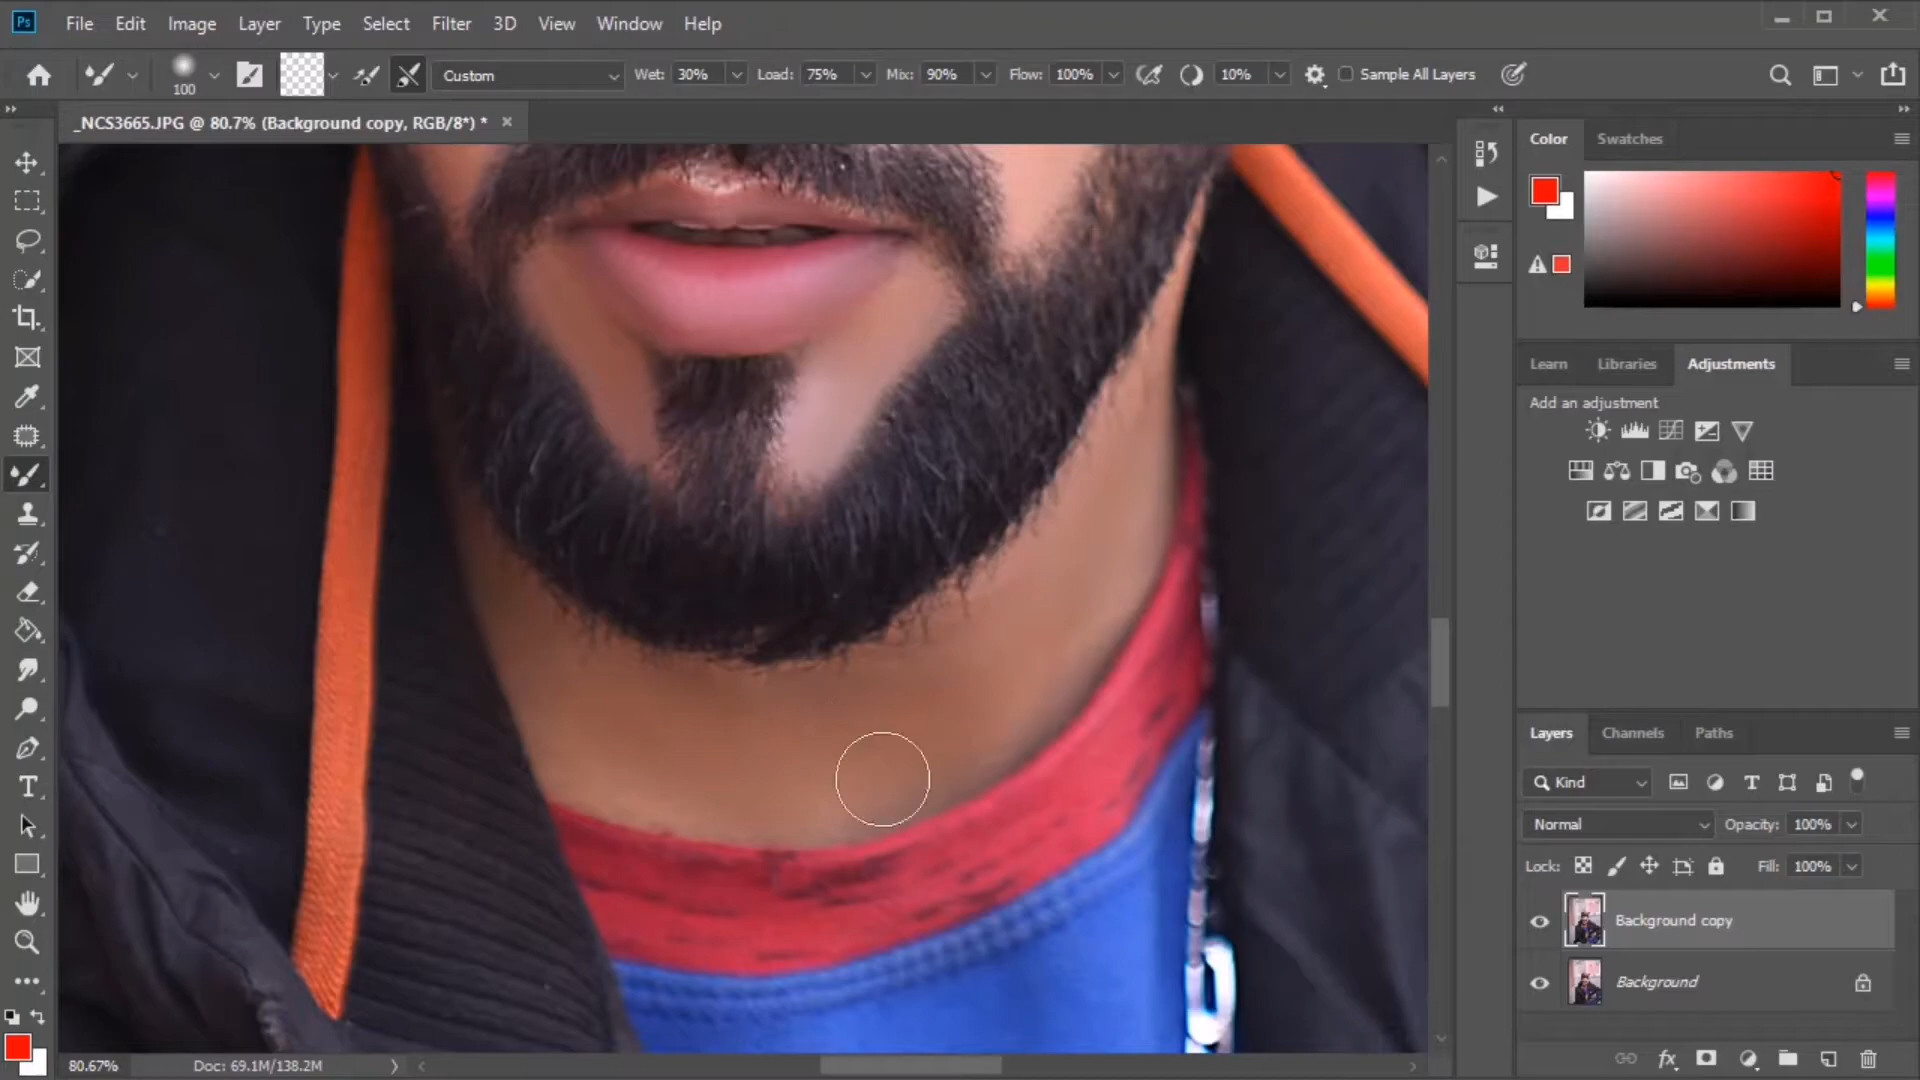 Ps File Edit Image Layer Type Select Filter 3D View Window Help
100 Custom Wet: 30% Load: 75% Mix: 90% Flow: 100% 10% Sample All Layers
_NCS3665.JPG @ 80.7% (Background copy, RGB/8*) * ×
Color Swatches
Learn Libraries Adjustments
Add an adjustment
Layers Channels Paths
Kind
Normal Opacity: 100%
Lock: Fill: 100%
Background copy
Background
80.67% Doc: 69.1M/138.2M
fx